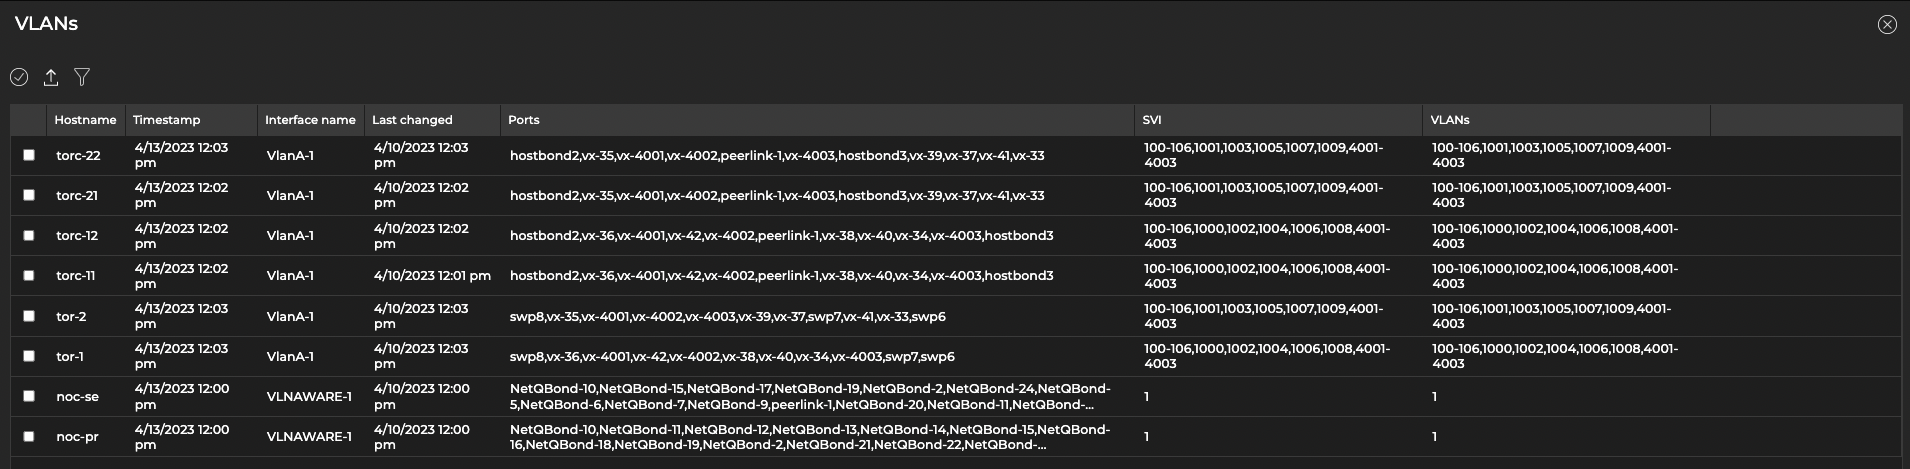 VLANs
Hostname Timestamp Interface name Last changed Ports SVI VLANs
torc-22 4/13/2023 12:03 pm VlanA-1 4/10/2023 12:03 pm hostbond2,vx-35,vx-4001,vx-4002,peerlink-1,vx-4003,hostbond3,vx-39,vx-37,vx-41,vx-33 100-106,1001,1003,1005,1007,1009,4001-4003 100-106,1001,1003,1005,1007,1009,4001-4003
torc-21 4/13/2023 12:02 pm VlanA-1 4/10/2023 12:02 pm hostbond2,vx-35,vx-4001,vx-4002,peerlink-1,vx-4003,hostbond3,vx-39,vx-37,vx-41,vx-33 100-106,1001,1003,1005,1007,1009,4001-4003 100-106,1001,1003,1005,1007,1009,4001-4003
torc-12 4/13/2023 12:02 pm VlanA-1 4/10/2023 12:02 pm hostbond2,vx-36,vx-4001,vx-42,vx-4002,peerlink-1,vx-38,vx-40,vx-34,vx-4003,hostbond3 100-106,1000,1002,1004,1006,1008,4001-4003 100-106,1000,1002,1004,1006,1008,4001-4003
torc-11 4/13/2023 12:02 pm VlanA-1 4/10/2023 12:01 pm hostbond2,vx-36,vx-4001,vx-42,vx-4002,peerlink-1,vx-38,vx-40,vx-34,vx-4003,hostbond3 100-106,1000,1002,1004,1006,1008,4001-4003 100-106,1000,1002,1004,1006,1008,4001-4003
tor-2 4/13/2023 12:03 pm VlanA-1 4/10/2023 12:03 pm swp8,vx-35,vx-4001,vx-4002,vx-4003,vx-39,vx-37,swp7,vx-41,vx-33,swp6 100-106,1001,1003,1005,1007,1009,4001-4003 100-106,1001,1003,1005,1007,1009,4001-4003
tor-1 4/13/2023 12:03 pm VlanA-1 4/10/2023 12:03 pm swp8,vx-36,vx-4001,vx-42,vx-4002,vx-38,vx-40,vx-34,vx-4003,swp7,swp6 100-106,1000,1002,1004,1006,1008,4001-4003 100-106,1000,1002,1004,1006,1008,4001-4003
noc-se 4/13/2023 12:00 pm VLNAWARE-1 4/10/2023 12:00 pm NetQBond-10,NetQBond-15,NetQBond-17,NetQBond-19,NetQBond-2,NetQBond-24,NetQBond-5,NetQBond-6,NetQBond-7,NetQBond-9,peerlink-1,NetQBond-20,NetQBond-11,NetQBond-... 1 1
noc-pr 4/13/2023 12:00 pm VLNAWARE-1 4/10/2023 12:00 pm NetQBond-10,NetQBond-11,NetQBond-12,NetQBond-13,NetQBond-14,NetQBond-15,NetQBond-16,NetQBond-18,NetQBond-19,NetQBond-2,NetQBond-21,NetQBond-22,NetQBond-... 1 1